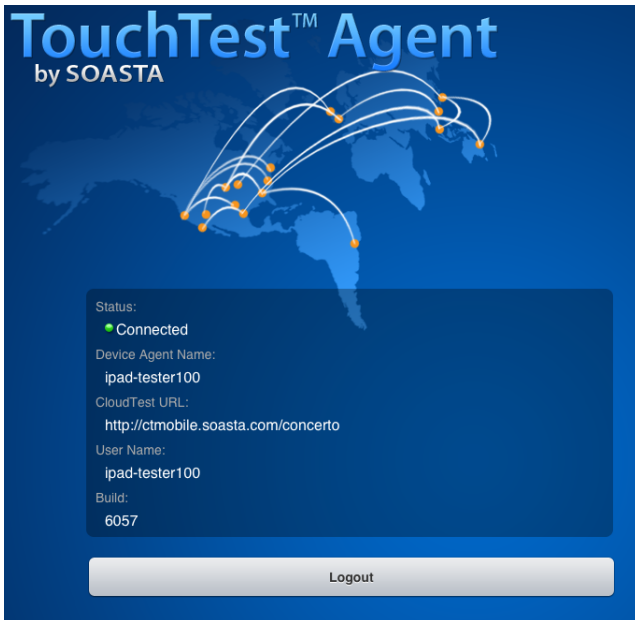 TouchTest™ Agent
by SOASTA
Status:
Connected
Device Agent Name:
ipad-tester100
CloudTest URL:
http://ctmobile.soasta.com/concerto
User Name:
ipad-tester100
Build:
6057
Logout